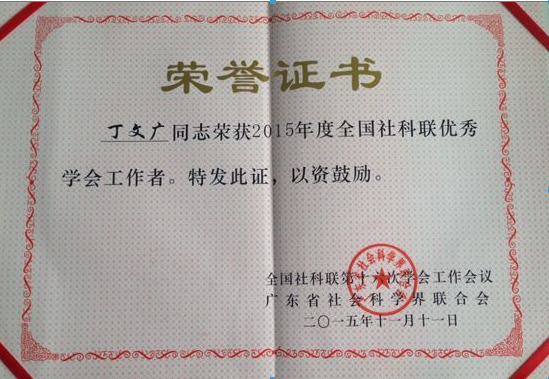 荣誉证书
丁文广同志荣获2015年度全国社科联优秀
学会工作者。特发此证，以资鼓励。
全国社科联第十六次学会工作会议
广东省社会科学界联合会
二〇一五年十一月十一日